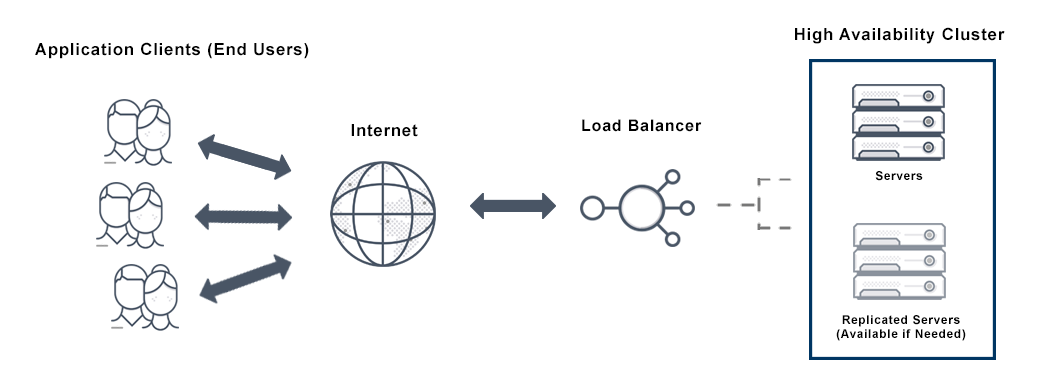 Application Clients (End Users)
Internet
Load Balancer
High Availability Cluster
Servers
Replicated Servers
(Available if Needed)